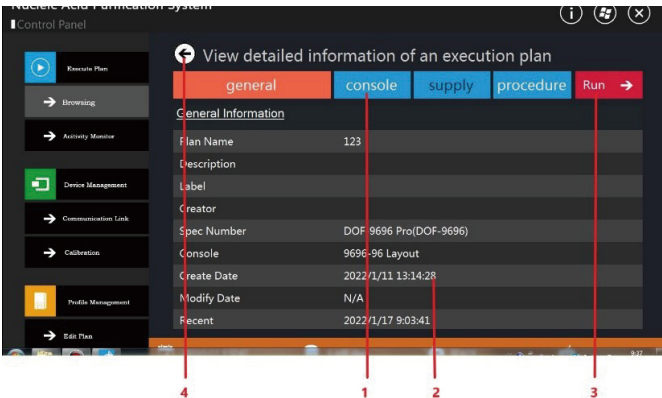 Nucleic Acid Purification System
Control Panel
View detailed information of an execution plan
Execute Plan
general console supply procedure Run
Browsing
General Information
Activity Monitor
Plan Name 123
Description
Device Management
Label
Creator
Communication Link
Spec Number DOF-9696 Pro(DOF-9696)
Calibration
Console 9696-96 Layout
Create Date 2022/1/11 13:14:28
Profile Management
Modify Date N/A
Recent 2022/1/17 9:03:41
Edit Plan
9:37
4 1 2 3